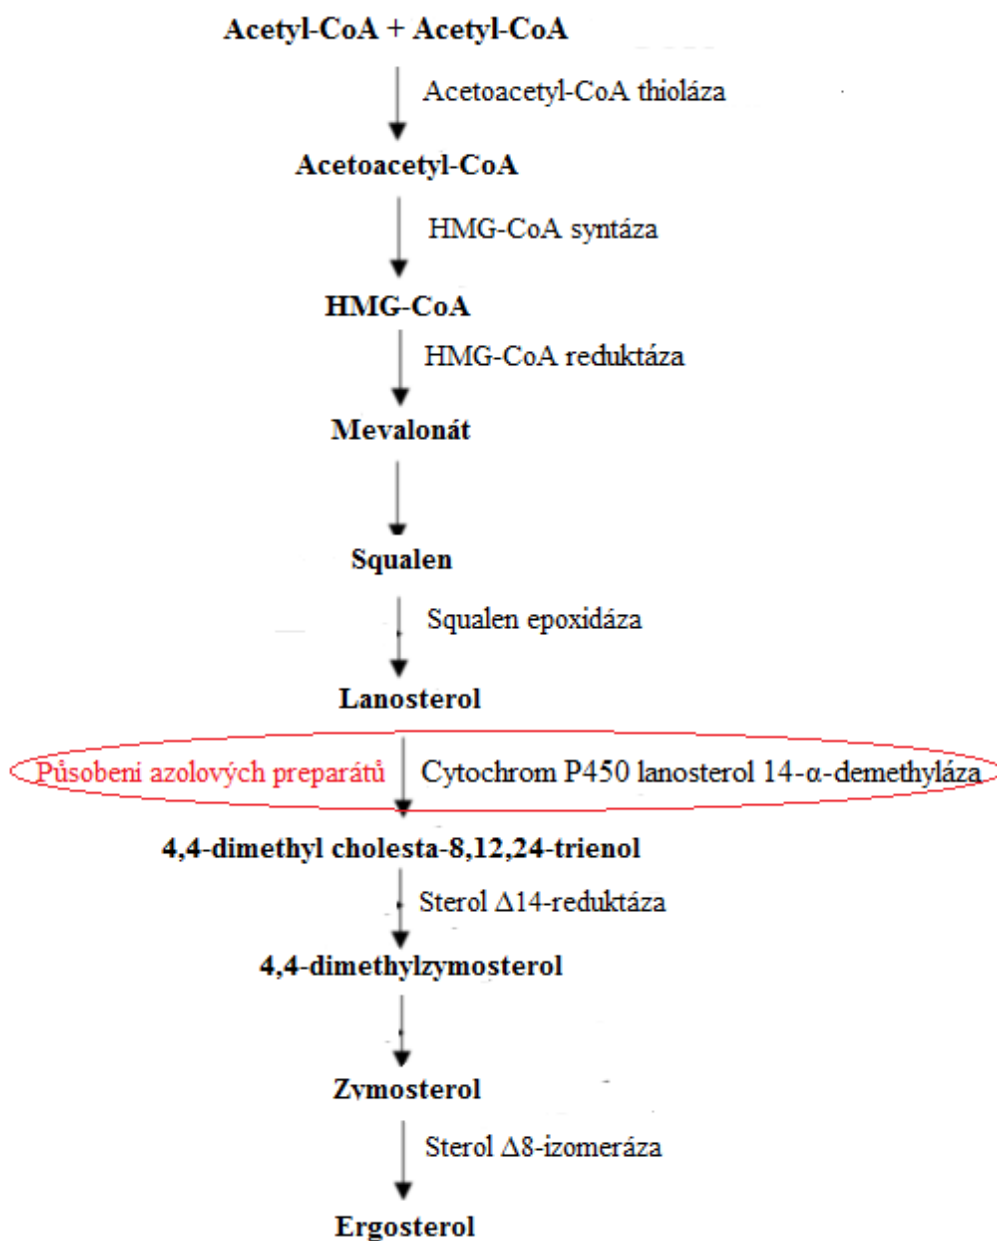 Acetyl-CoA + Acetyl-CoA
Acetoacetyl-CoA thioláza
Acetoacetyl-CoA
HMG-CoA syntáza
HMG-CoA
HMG-CoA reduktáza
Mevalonát
Squalen
Squalen epoxidáza
Lanosterol
Působení azolových preparátů
Cytochrom P450 lanosterol 14-α-demethyláza
4,4-dimethyl cholesta-8,12,24-trienol
Sterol Δ14-reduktáza
4,4-dimethylzymosterol
Zymosterol
Sterol Δ8-izomeráza
Ergosterol